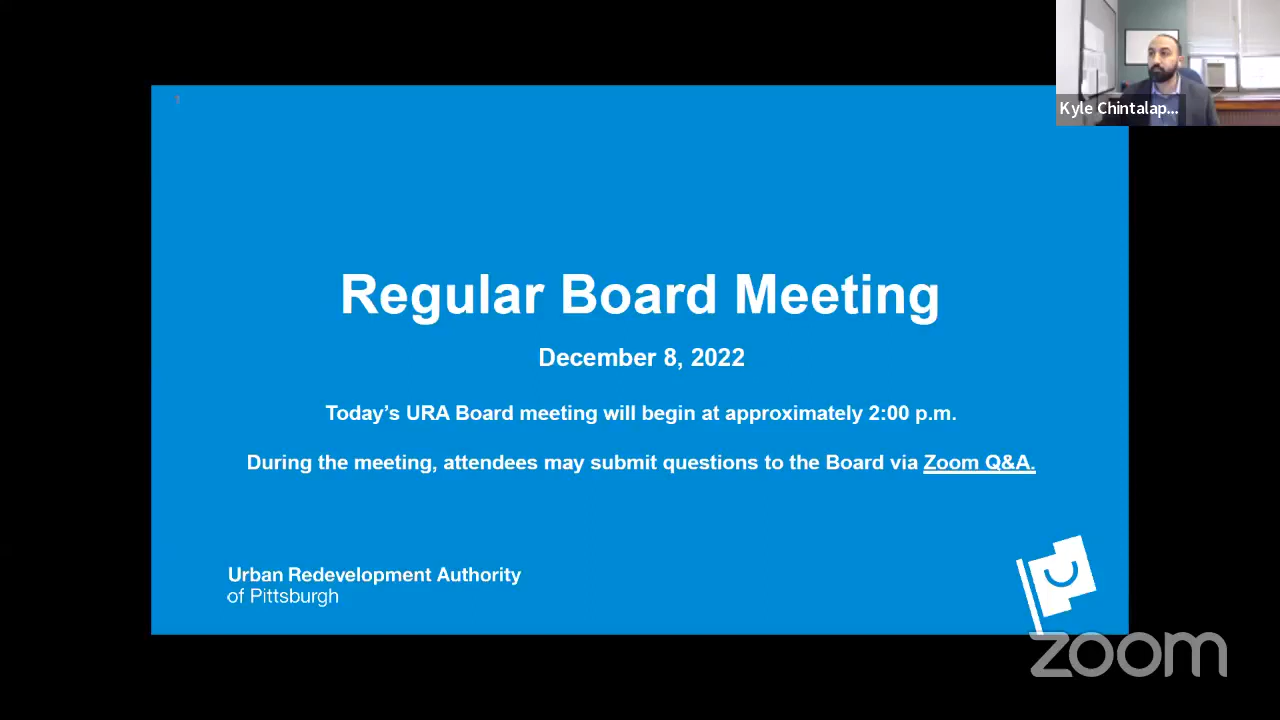 Kyle Chintalap...
1
Regular Board Meeting
December 8, 2022
Today's URA Board meeting will begin at approximately 2:00 p.m.
During the meeting, attendees may submit questions to the Board via Zoom Q&A.
Urban Redevelopment Authority
of Pittsburgh
zoom